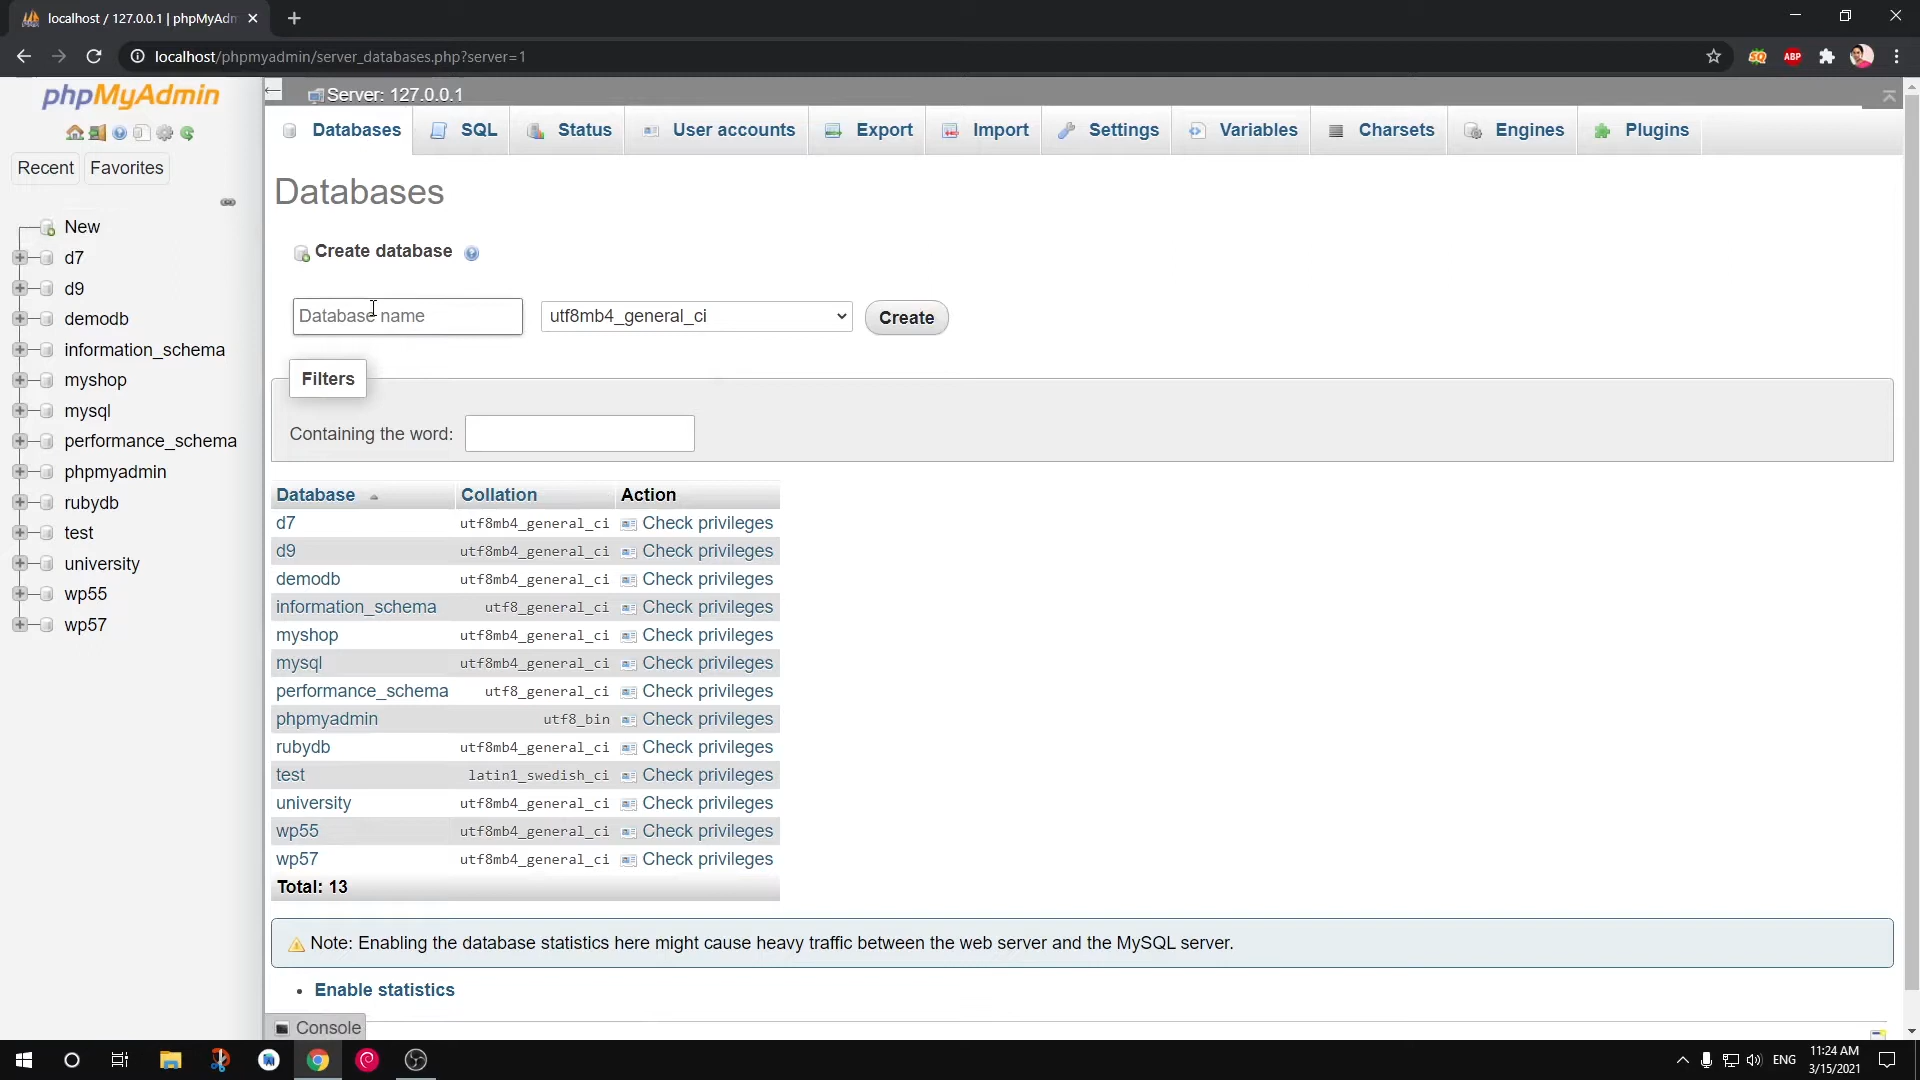 localhost / 127.0.0.1 | phpMyAdm
localhost/phpmyadmin/server_databases.php?server=1
ABP
phpMyAdmin
Recent Favorites
New
d7
d9
demodb
information_schema
myshop
mysql
performance_schema
phpmyadmin
rubydb
test
university
wp55
wp57
Server: 127.0.0.1
Databases SQL Status User accounts Export Import Settings Variables Charsets Engines Plugins
Databases
Create database
Database name utf8mb4_general_ci Create
Filters
Containing the word:
Database Collation Action
d7 utf8mb4_general_ci Check privileges
d9 utf8mb4_general_ci Check privileges
demodb utf8mb4_general_ci Check privileges
information_schema utf8_general_ci Check privileges
myshop utf8mb4_general_ci Check privileges
mysql utf8mb4_general_ci Check privileges
performance_schema utf8_general_ci Check privileges
phpmyadmin utf8_bin Check privileges
rubydb utf8mb4_general_ci Check privileges
test latin1_swedish_ci Check privileges
university utf8mb4_general_ci Check privileges
wp55 utf8mb4_general_ci Check privileges
wp57 utf8mb4_general_ci Check privileges
Total: 13
Note: Enabling the database statistics here might cause heavy traffic between the web server and the MySQL server.
• Enable statistics
Console
ENG
11:24 AM
3/15/2021